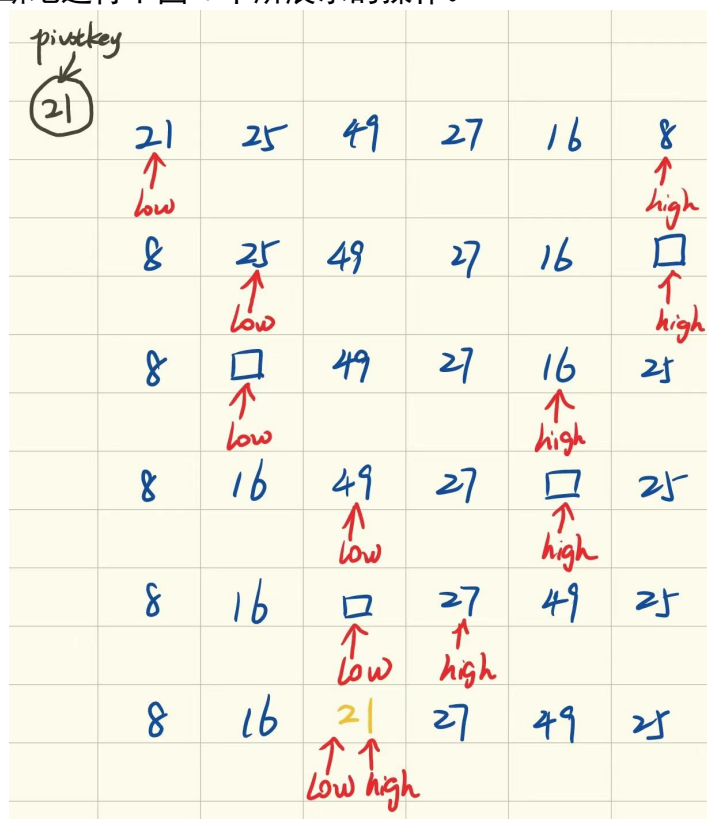 pivotkey
21
21 25 49 27 16 8
low high
8 25 49 27 16 □
low high
8 □ 49 27 16 25
low high
8 16 49 27 □ 25
low high
8 16 □ 27 49 25
low high
8 16 21 27 49 25
low high